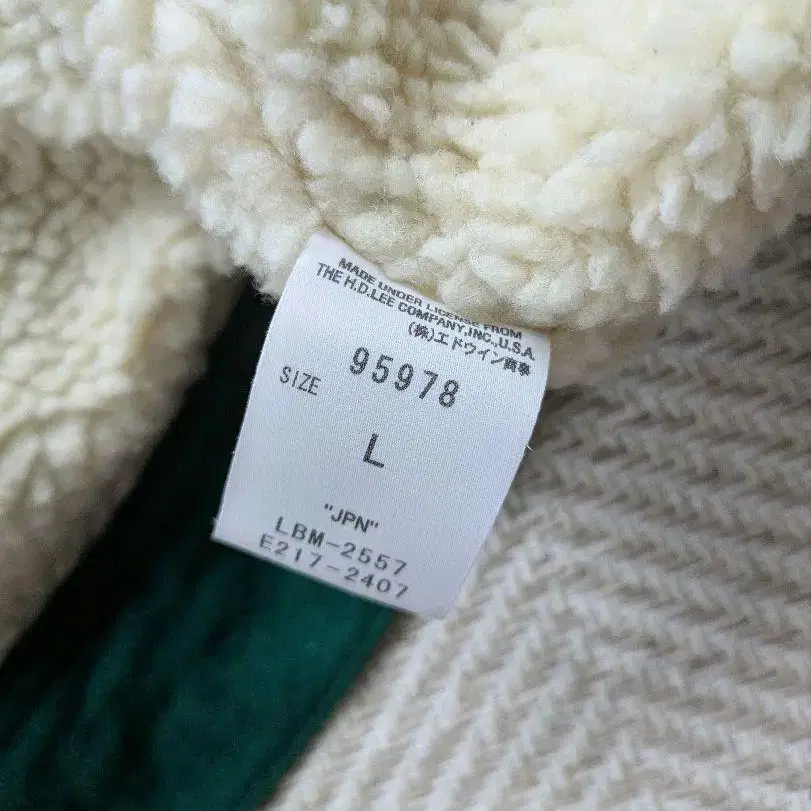 MADE UNDER LICENSE FROM
THE H.D.LEE COMPANY,INC.,U.S.A
(株)エドウイン商事
95978
SIZE
L
"JPN"
LBM-2557
E217-2407